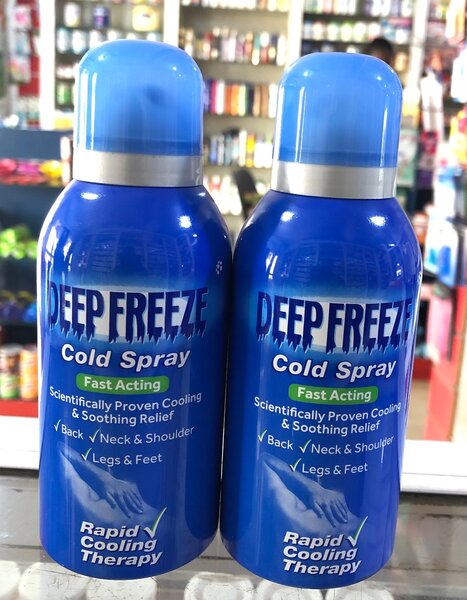 DEEP FREEZE
Cold Spray
Fast Acting
Scientifically Proven Cooling
& Soothing Relief
✓Back ✓Neck & Shoulder
✓Legs & Feet
Rapid ✓
Cooling
Therapy
DEEP FREEZE
Cold Spray
Fast Acting
Scientifically Proven Cooling
& Soothing Relief
✓Back ✓Neck & Shoulder
✓Legs & Feet
Rapid ✓
Cooling
Therapy